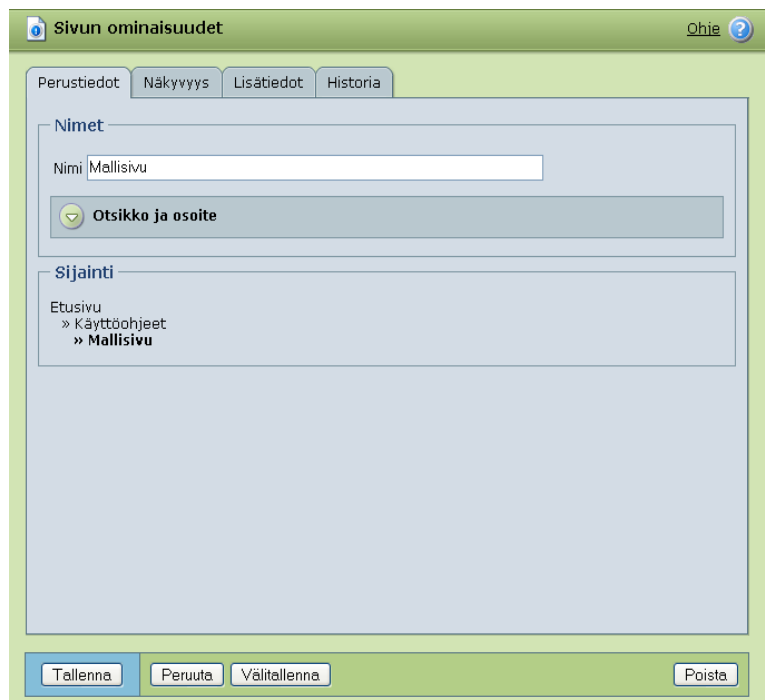 Sivun ominaisuudet Ohje
Perustiedot Näkyvyys Lisätiedot Historia
Nimet
Nimi Mallisivu
Otsikko ja osoite
Sijainti
Etusivu
» Käyttöohjeet
» Mallisivu
Tallenna Peruuta Välitallenna Poista